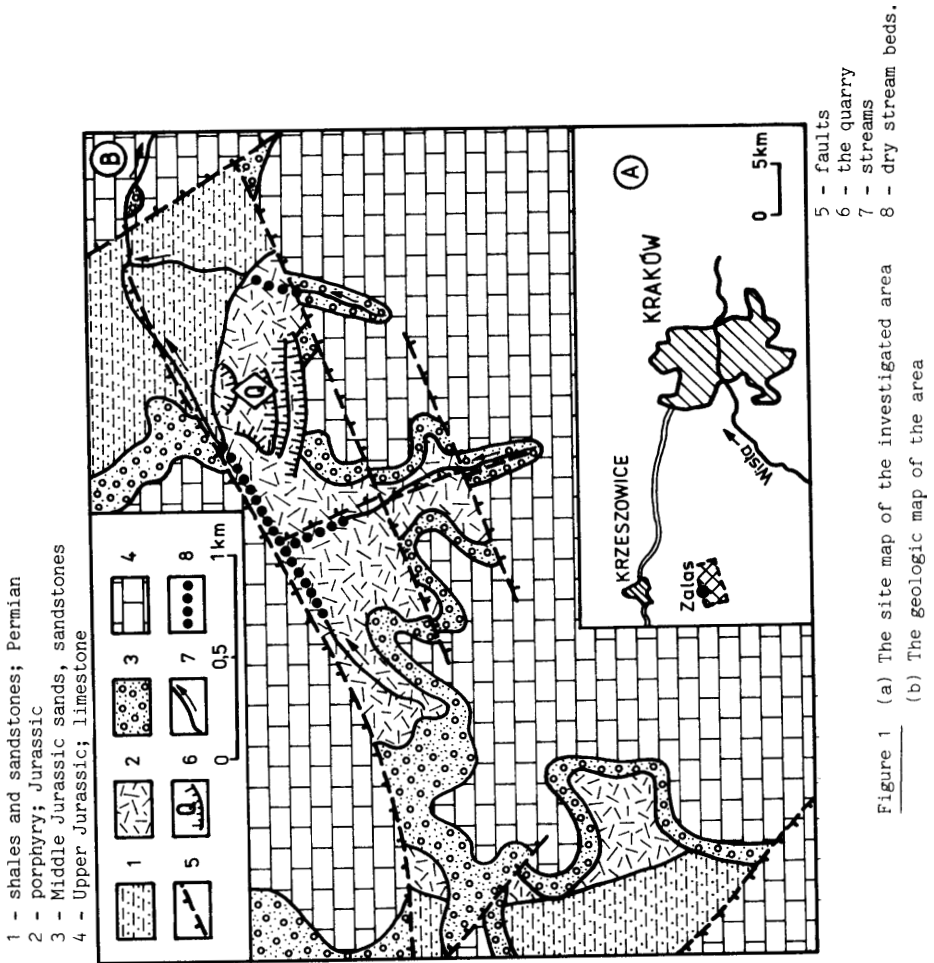 1 - shales and sandstones; Permian
2 - porphyry; Jurassic
3 - Middle Jurassic sands, sandstones
4 - Upper Jurassic; limestone
1 2 3 4
5 6 7 8
Q
0 0,5 1km
B
Q
A
KRZESZOWICE
KRAKÓW
Zalas
Wisła
0 5km
5 - faults
6 - the quarry
7 - streams
8 - dry stream beds.
Figure 1 (a) The site map of the investigated area
(b) The geologic map of the area